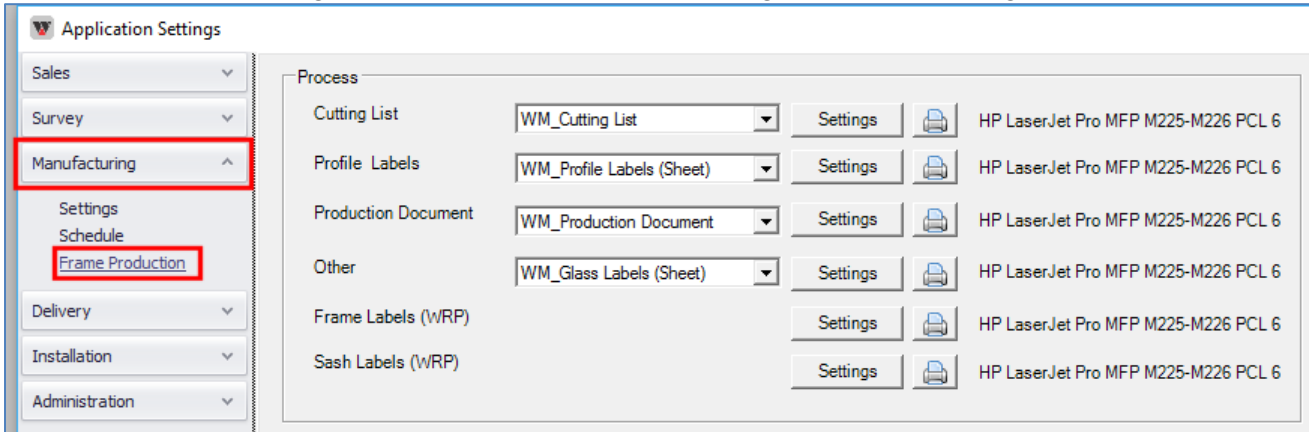 Application Settings
Sales
Survey
Manufacturing
Settings
Schedule
Frame Production
Delivery
Installation
Administration
Process
Cutting List WM_Cutting List Settings HP LaserJet Pro MFP M225-M226 PCL 6
Profile Labels WM_Profile Labels (Sheet) Settings HP LaserJet Pro MFP M225-M226 PCL 6
Production Document WM_Production Document Settings HP LaserJet Pro MFP M225-M226 PCL 6
Other WM_Glass Labels (Sheet) Settings HP LaserJet Pro MFP M225-M226 PCL 6
Frame Labels (WRP) Settings HP LaserJet Pro MFP M225-M226 PCL 6
Sash Labels (WRP) Settings HP LaserJet Pro MFP M225-M226 PCL 6